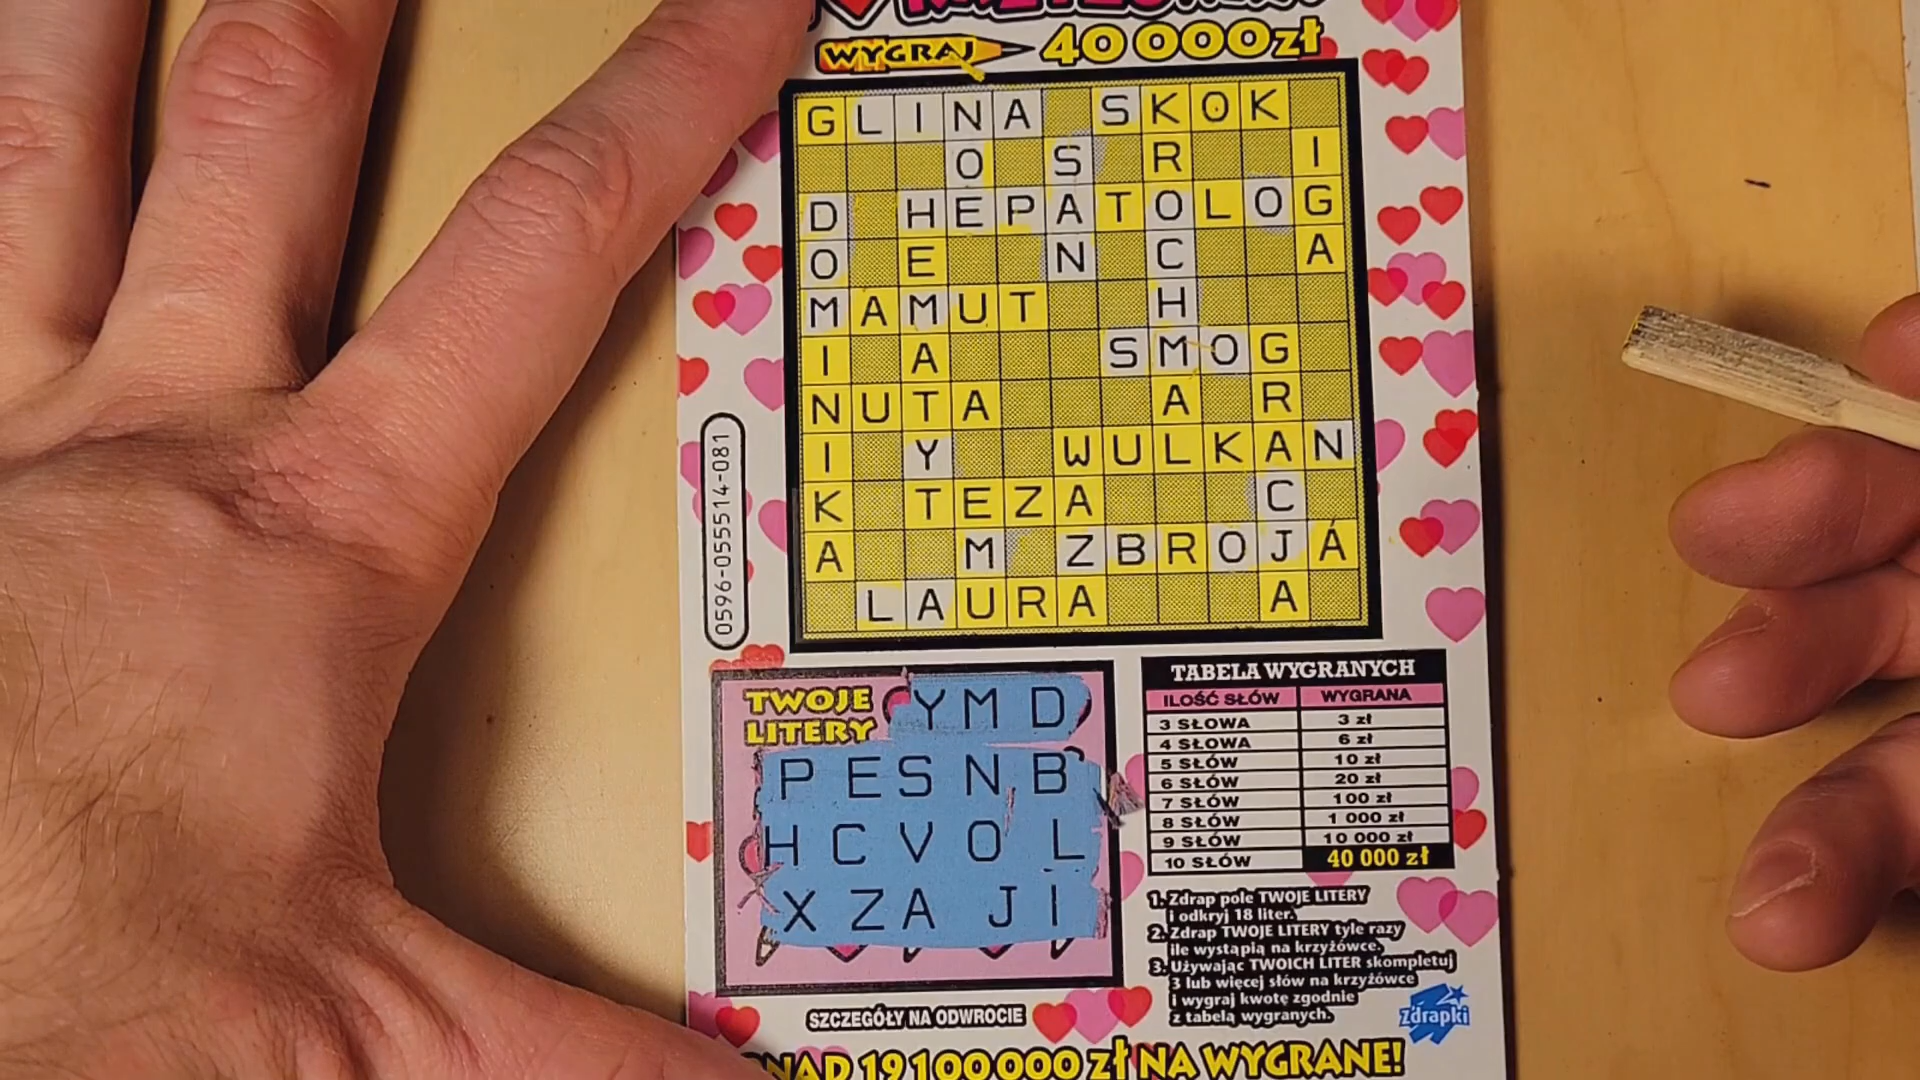 WYGRAJ 40 000 zł
GLINA SKOK
O S R I
D HEPATOLOG
O E N C A
MAMUT H
I A SMOG
NUTA A R
I Y WULKAN
K TEZA C
A M ZBROJA
LAURA A
0596-055514-081
TWOJE LITERY
Y M D
P E S N B
H C V O L
X Z A J I
TABELA WYGRANYCH
ILOŚĆ SŁÓW WYGRANA
3 SŁOWA 3 zł
4 SŁOWA 6 zł
5 SŁÓW 10 zł
6 SŁÓW 20 zł
7 SŁÓW 100 zł
8 SŁÓW 1 000 zł
9 SŁÓW 10 000 zł
10 SŁÓW 40 000 zł
1. Zdrap pole TWOJE LITERY
i odkryj 18 liter.
2. Zdrap TWOJE LITERY tyle razy
ile wystąpią na krzyżówce.
3. Używając TWOICH LITER skompletuj
3 lub więcej słów na krzyżówce
i wygraj kwotę zgodnie
z tabelą wygranych.
zdrapki
SZCZEGÓŁY NA ODWROCIE
NAD 19 100 000 zł NA WYGRANE!